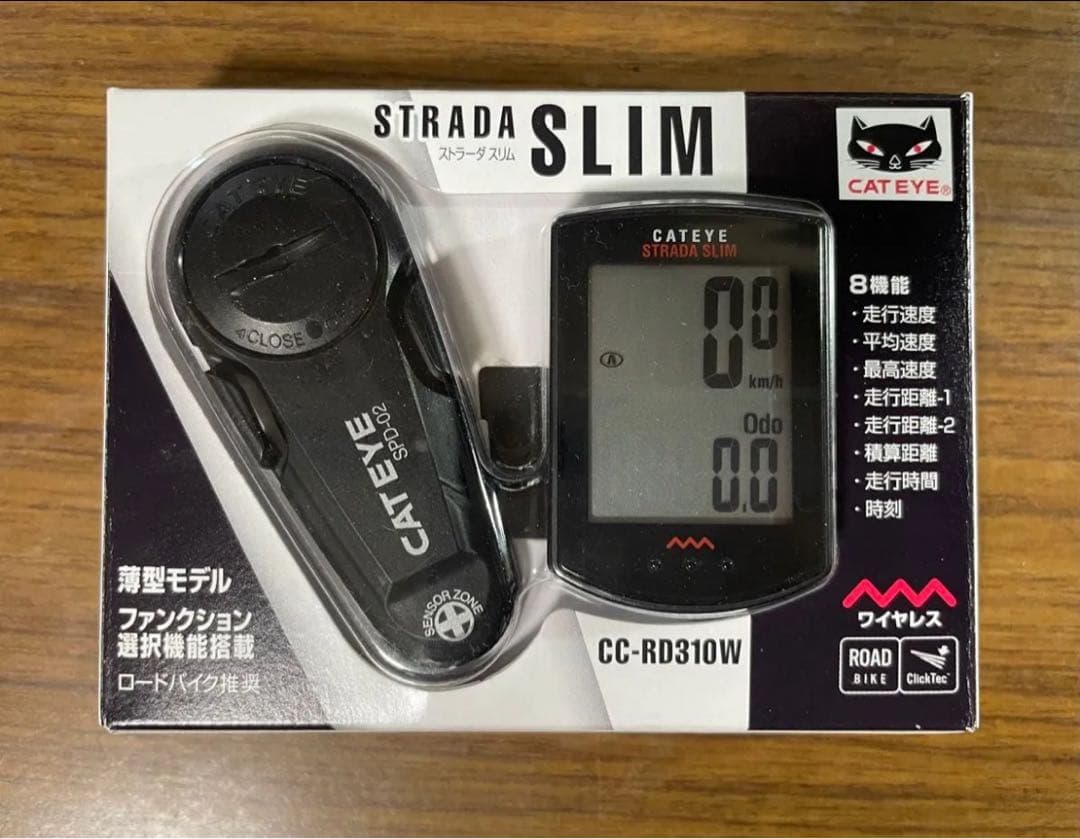 STRADA SLIM
ストラーダ スリム
CATEYE®
CATEYE
CLOSE
CATEYE
SPD-02
SENSOR ZONE
CATEYE
STRADA SLIM
00
0
km/h
Odo
0.0
8機能
・走行速度
・平均速度
・最高速度
・走行距離-1
・走行距離-2
・積算距離
・走行時間
・時刻
薄型モデル
ファンクション
選択機能搭載
ロードバイク推奨
CC-RD310W
ワイヤレス
ROAD
BIKE
ClickTec™